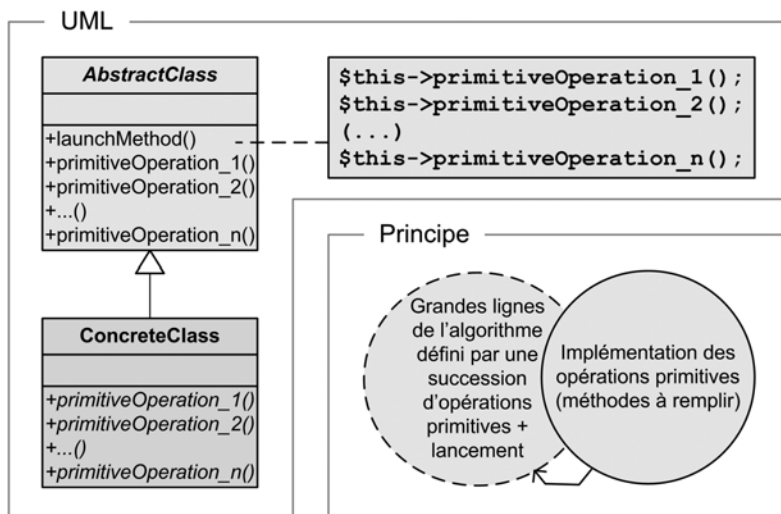 UML
AbstractClass
+launchMethod()
+primitiveOperation_1()
+primitiveOperation_2()
+...()
+primitiveOperation_n()
$this->primitiveOperation_1();
$this->primitiveOperation_2();
(...)
$this->primitiveOperation_n();
ConcreteClass
+primitiveOperation_1()
+primitiveOperation_2()
+...()
+primitiveOperation_n()
Principe
Grandes lignes
de l’algorithme
défini par une
succession
d’opérations
primitives +
lancement
Implémentation des
opérations primitives
(méthodes à remplir)